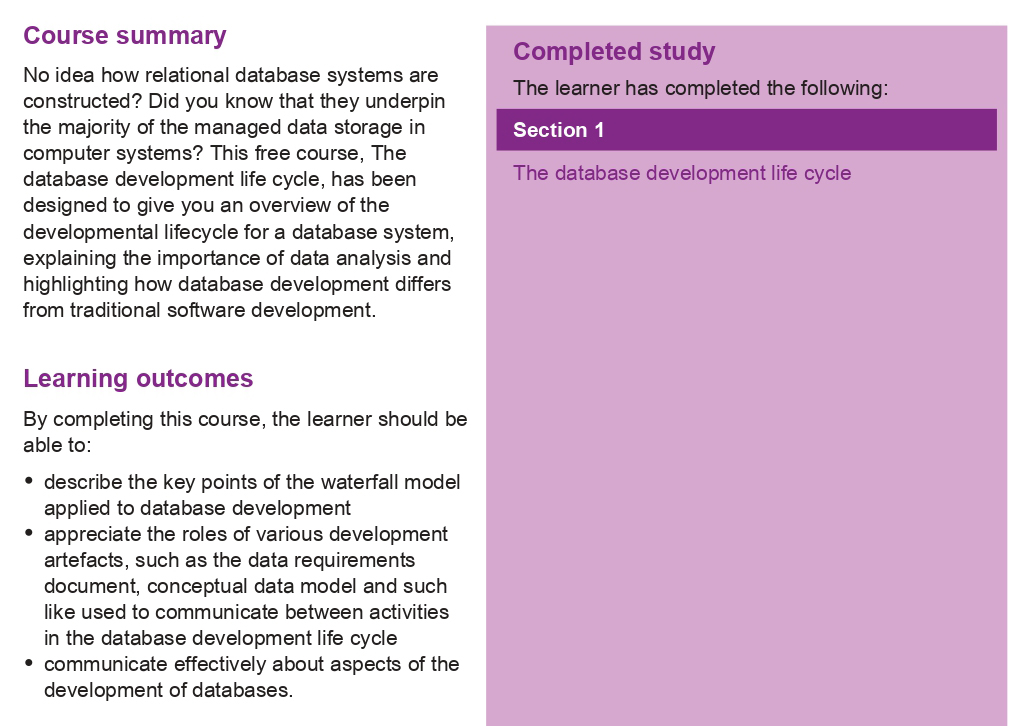 Course summary
No idea how relational database systems are
constructed? Did you know that they underpin
the majority of the managed data storage in
computer systems? This free course, The
database development life cycle, has been
designed to give you an overview of the
developmental lifecycle for a database system,
explaining the importance of data analysis and
highlighting how database development differs
from traditional software development.
Learning outcomes
By completing this course, the learner should be
able to:
• describe the key points of the waterfall model
applied to database development
• appreciate the roles of various development
artefacts, such as the data requirements
document, conceptual data model and such
like used to communicate between activities
in the database development life cycle
• communicate effectively about aspects of the
development of databases.
Completed study
The learner has completed the following:
Section 1
The database development life cycle